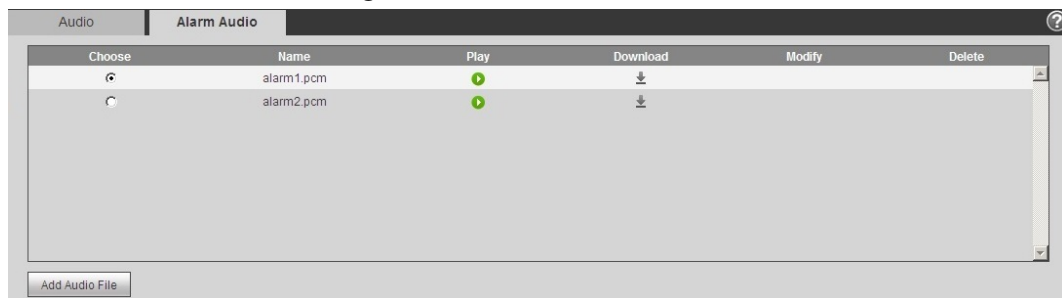 Audio Alarm Audio ?
Choose Name Play Download Modify Delete
alarm1.pcm
alarm2.pcm
Add Audio File